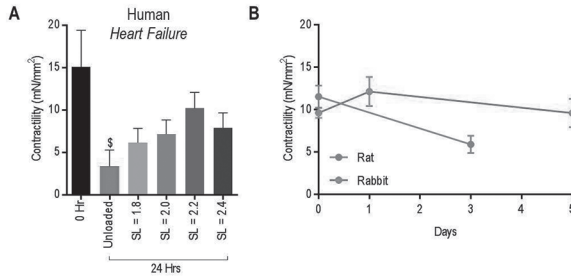 A
Human
Heart Failure
Contractility (mN/mm²)
20
15
10
5
0
$
0 Hr
Unloaded
SL = 1.8
SL = 2.0
SL = 2.2
SL = 2.4
24 Hrs
B
Contractility (mN/mm²)
20
15
10
5
0
Rat
Rabbit
0
1
3
5
Days